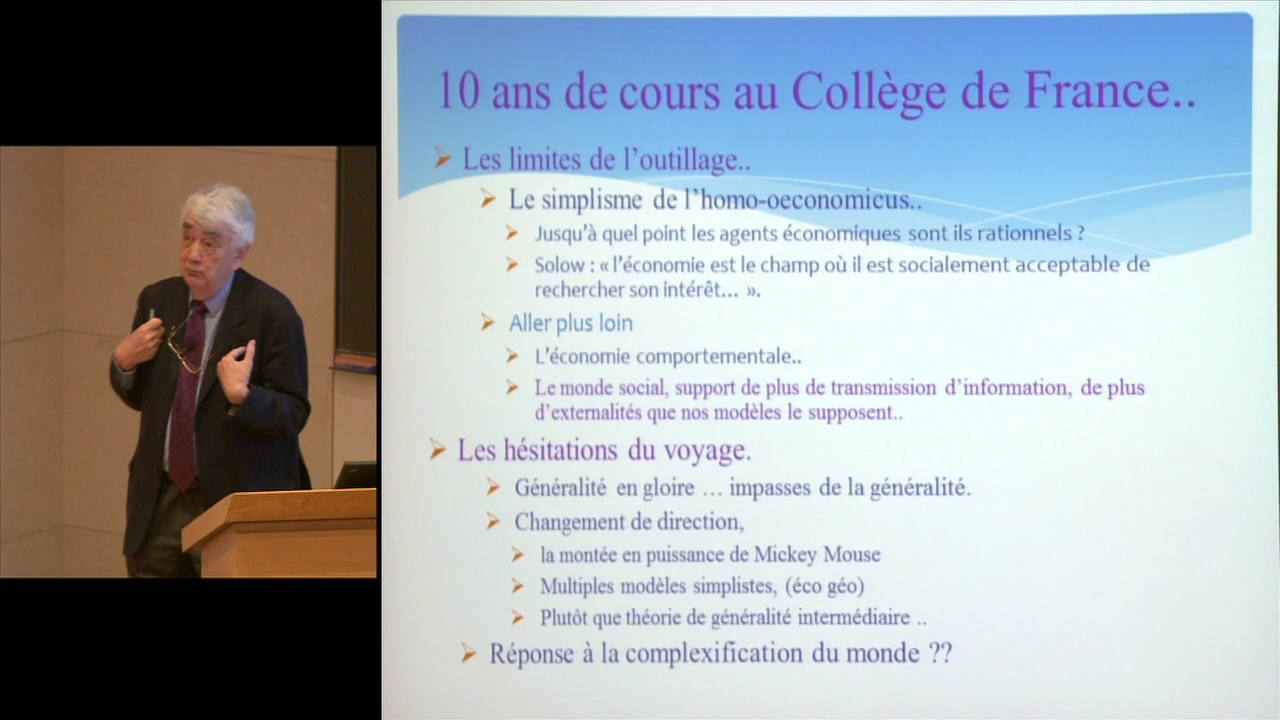 10 ans de cours au Collège de France..
Les limites de l'outillage..
Le simplisme de l'homo-oeconomicus..
Jusqu'à quel point les agents économiques sont ils rationnels ?
Solow : « l'économie est le champ où il est socialement acceptable de
rechercher son intérêt... ».
Aller plus loin
L'économie comportementale..
Le monde social, support de plus de transmission d'information, de plus
d'externalités que nos modèles le supposent..
Les hésitations du voyage.
Généralité en gloire … impasses de la généralité.
Changement de direction,
la montée en puissance de Mickey Mouse
Multiples modèles simplistes, (éco géo)
Plutôt que théorie de généralité intermédiaire ..
Réponse à la complexification du monde ??